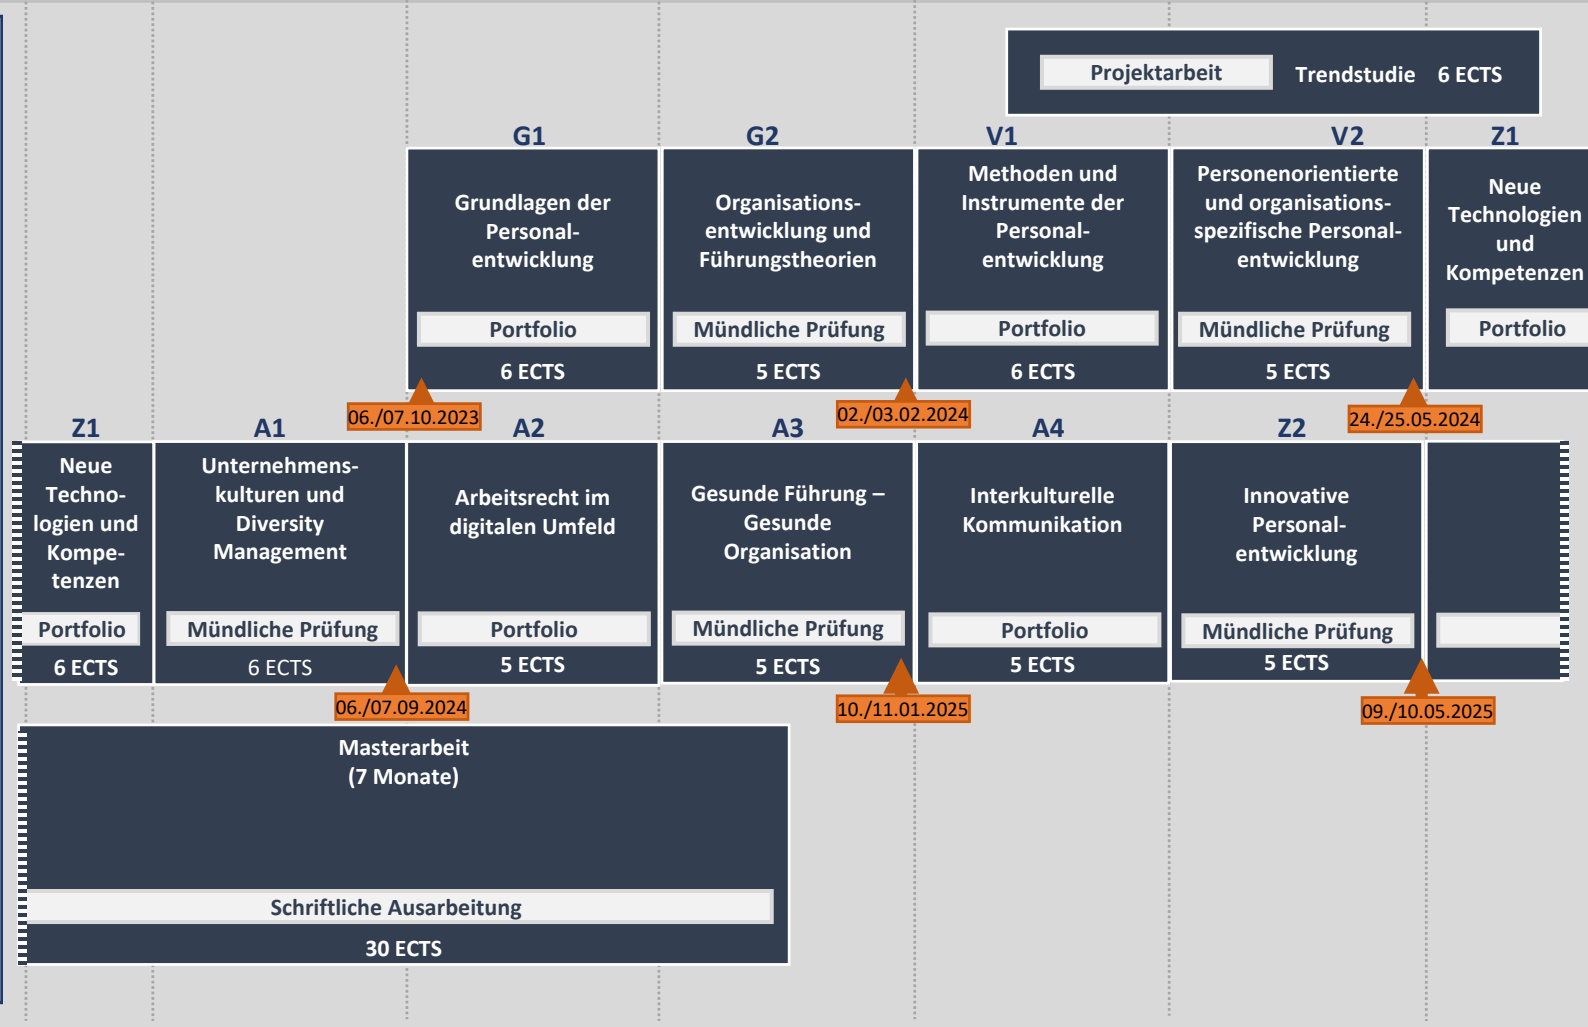 Projektarbeit Trendstudie 6 ECTS
G1
Grundlagen der
Personal-
entwicklung
Portfolio
6 ECTS
06./07.10.2023
G2
Organisations-
entwicklung und
Führungstheorien
Mündliche Prüfung
5 ECTS
02./03.02.2024
V1
Methoden und
Instrumente der
Personal-
entwicklung
Portfolio
6 ECTS
V2
Personenorientierte
und organisations-
spezifische Personal-
entwicklung
Mündliche Prüfung
5 ECTS
24./25.05.2024
Z1
Neue
Technologien
und
Kompetenzen
Portfolio
Z1
Neue
Techno-
logien und
Kompe-
tenzen
Portfolio
6 ECTS
A1
Unternehmens-
kulturen und
Diversity
Management
Mündliche Prüfung
6 ECTS
06./07.09.2024
A2
Arbeitsrecht im
digitalen Umfeld
Portfolio
5 ECTS
A3
Gesunde Führung –
Gesunde
Organisation
Mündliche Prüfung
5 ECTS
10./11.01.2025
A4
Interkulturelle
Kommunikation
Portfolio
5 ECTS
Z2
Innovative
Personal-
entwicklung
Mündliche Prüfung
5 ECTS
09./10.05.2025
Masterarbeit
(7 Monate)
Schriftliche Ausarbeitung
30 ECTS